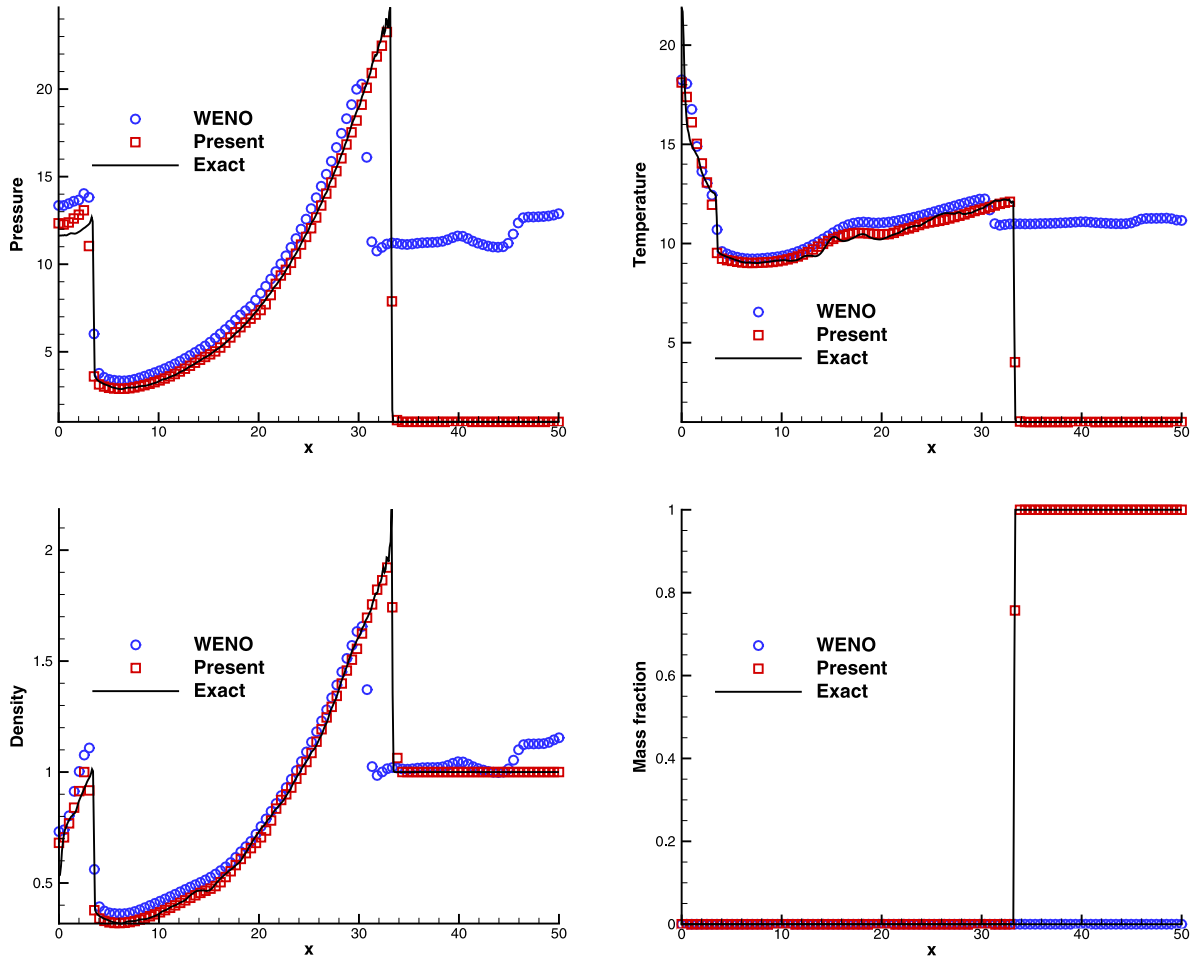 Pressure
20
15
10
5
WENO
Present
Exact
0 10 20 30 40 50
x
Temperature
20
15
10
5
WENO
Present
Exact
0 10 20 30 40 50
x
Density
2
1.5
1
0.5
WENO
Present
Exact
0 10 20 30 40 50
x
Mass fraction
1
0.8
0.6
0.4
0.2
0
WENO
Present
Exact
0 10 20 30 40 50
x